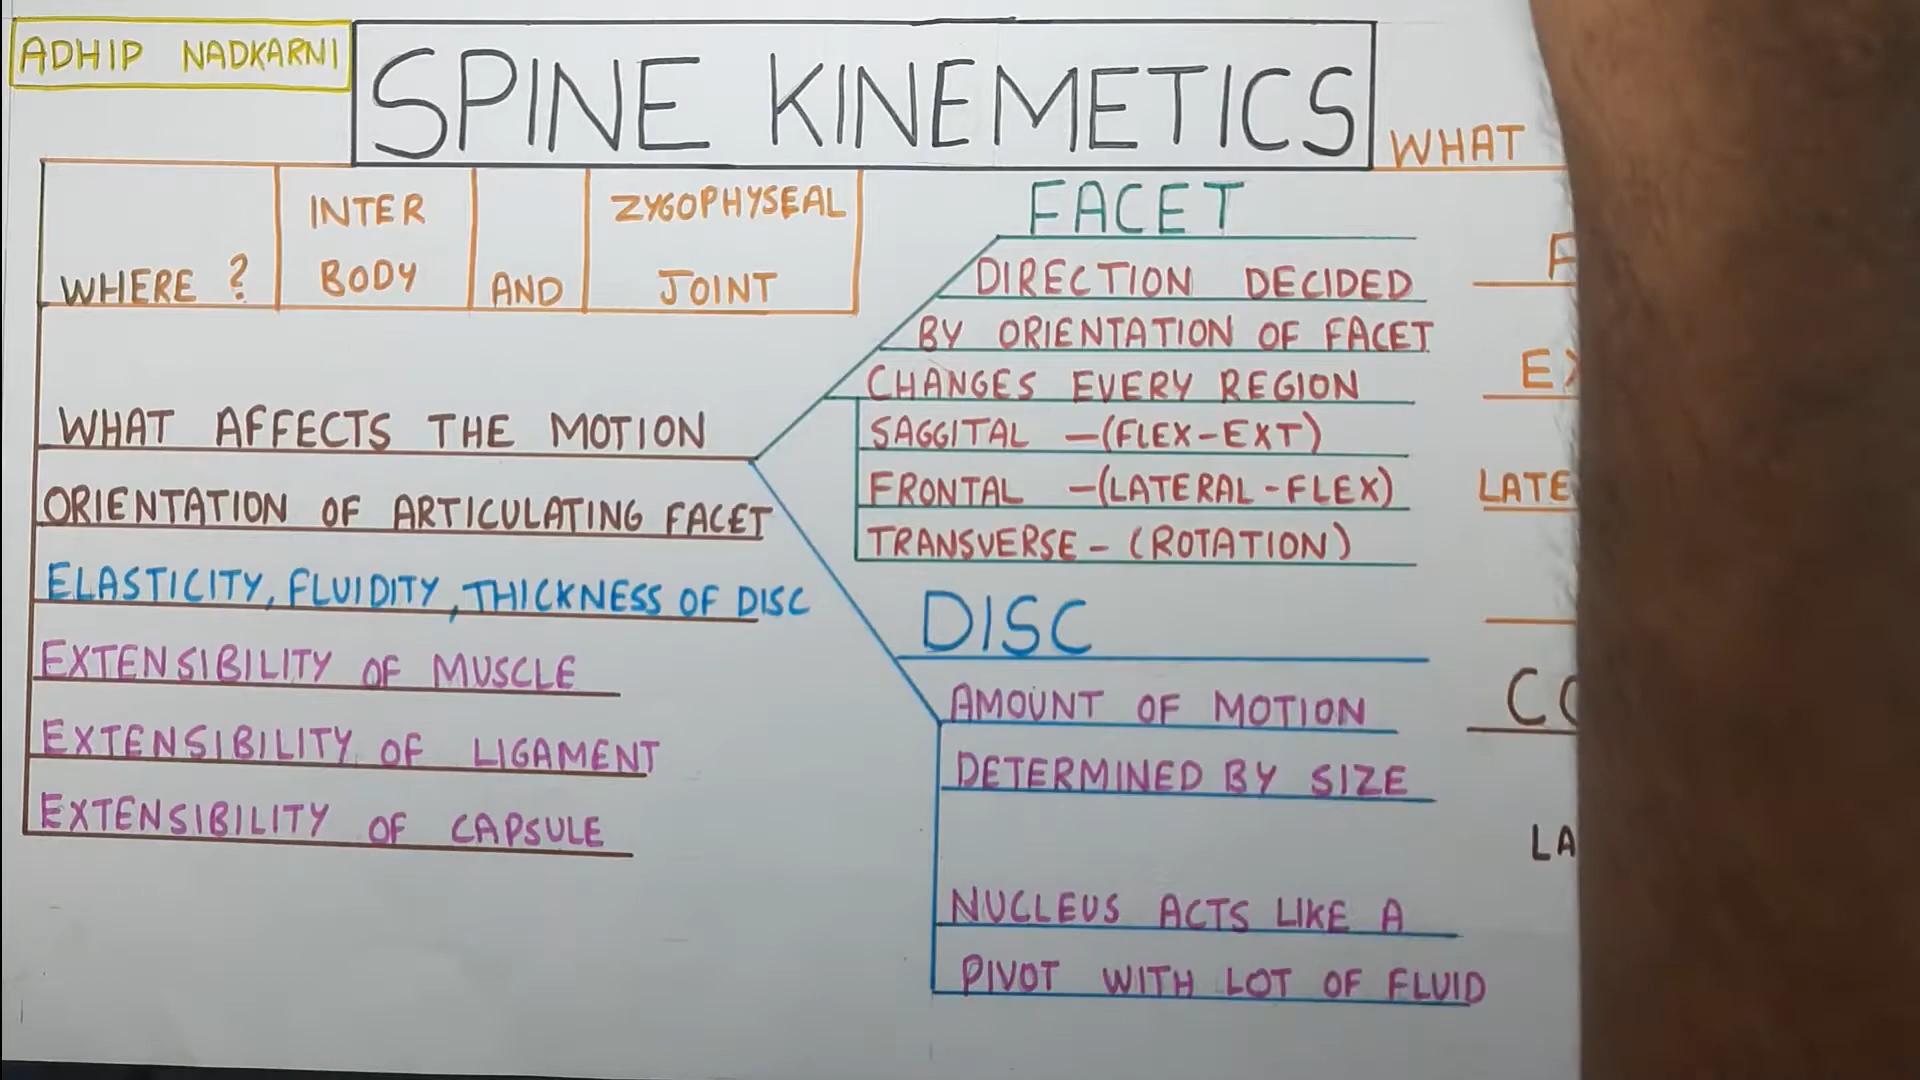 ADHIP NADKARNI
SPINE KINEMETICS
WHAT
WHERE ?
INTER
BODY
AND
ZYGOPHYSEAL
JOINT
WHAT AFFECTS THE MOTION
ORIENTATION OF ARTICULATING FACET
ELASTICITY, FLUIDITY, THICKNESS OF DISC
EXTENSIBILITY OF MUSCLE
EXTENSIBILITY OF LIGAMENT
EXTENSIBILITY OF CAPSULE
FACET
DIRECTION DECIDED
BY ORIENTATION OF FACET
CHANGES EVERY REGION
SAGGITAL - (FLEX-EXT)
FRONTAL - (LATERAL-FLEX)
TRANSVERSE - (ROTATION)
DISC
AMOUNT OF MOTION
DETERMINED BY SIZE
NUCLEUS ACTS LIKE A
PIVOT WITH LOT OF FLUID